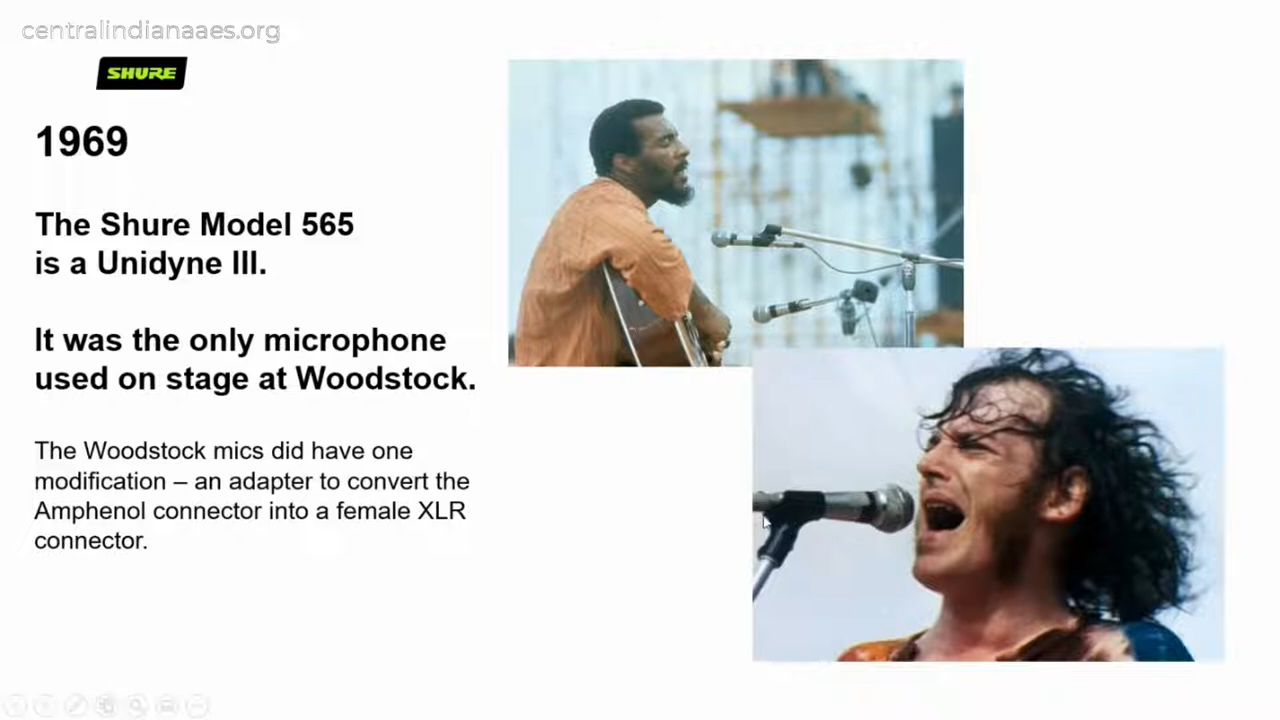 centralindianaaes.org
SHURE
1969
The Shure Model 565
is a Unidyne III.
It was the only microphone
used on stage at Woodstock.
The Woodstock mics did have one
modification – an adapter to convert the
Amphenol connector into a female XLR
connector.